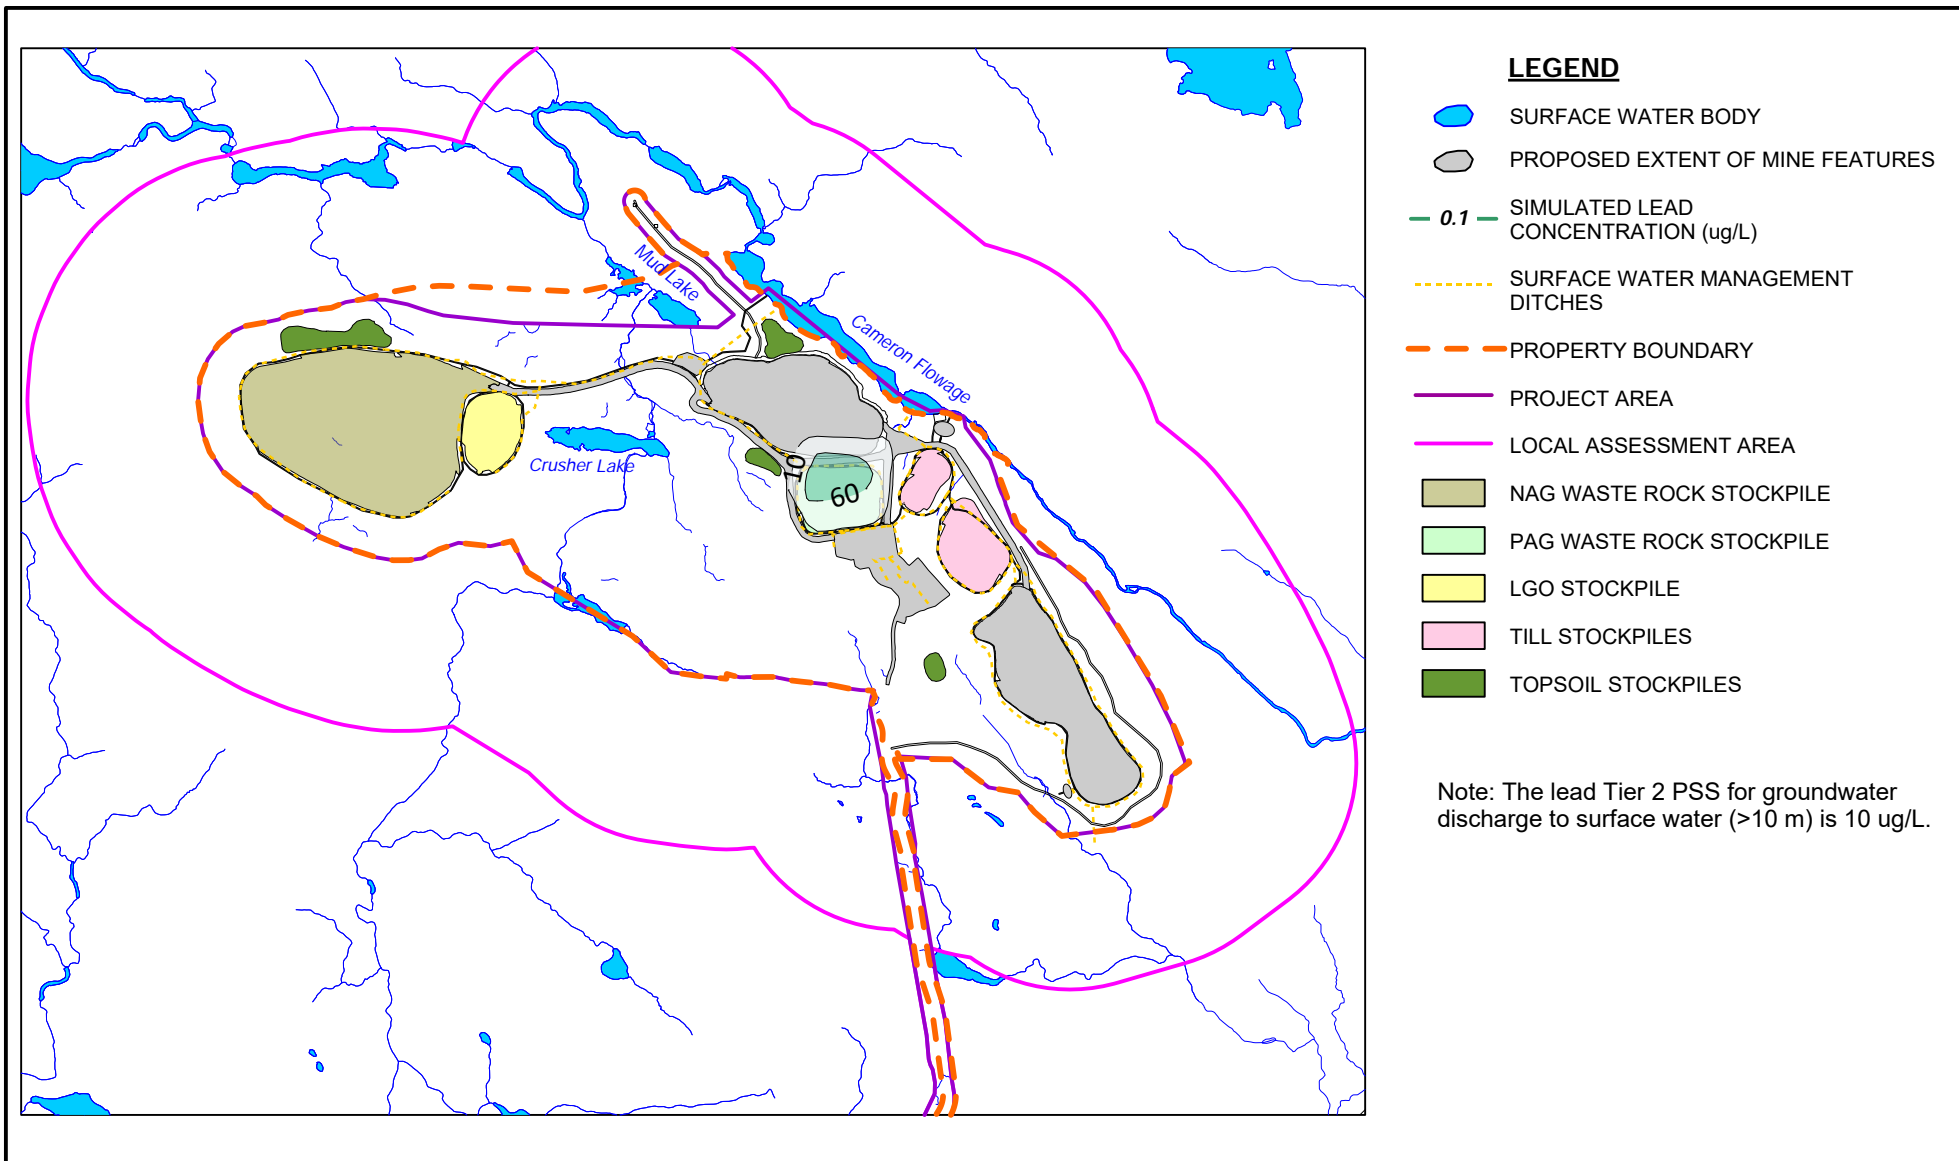 Mud Lake
Cameron Flowage
Crusher Lake
10
60
LEGEND
SURFACE WATER BODY
PROPOSED EXTENT OF MINE FEATURES
0.1
SIMULATED LEAD
CONCENTRATION (ug/L)
SURFACE WATER MANAGEMENT
DITCHES
PROPERTY BOUNDARY
PROJECT AREA
LOCAL ASSESSMENT AREA
NAG WASTE ROCK STOCKPILE
PAG WASTE ROCK STOCKPILE
LGO STOCKPILE
TILL STOCKPILES
TOPSOIL STOCKPILES
Note: The lead Tier 2 PSS for groundwater
discharge to surface water (>10 m) is 10 ug/L.